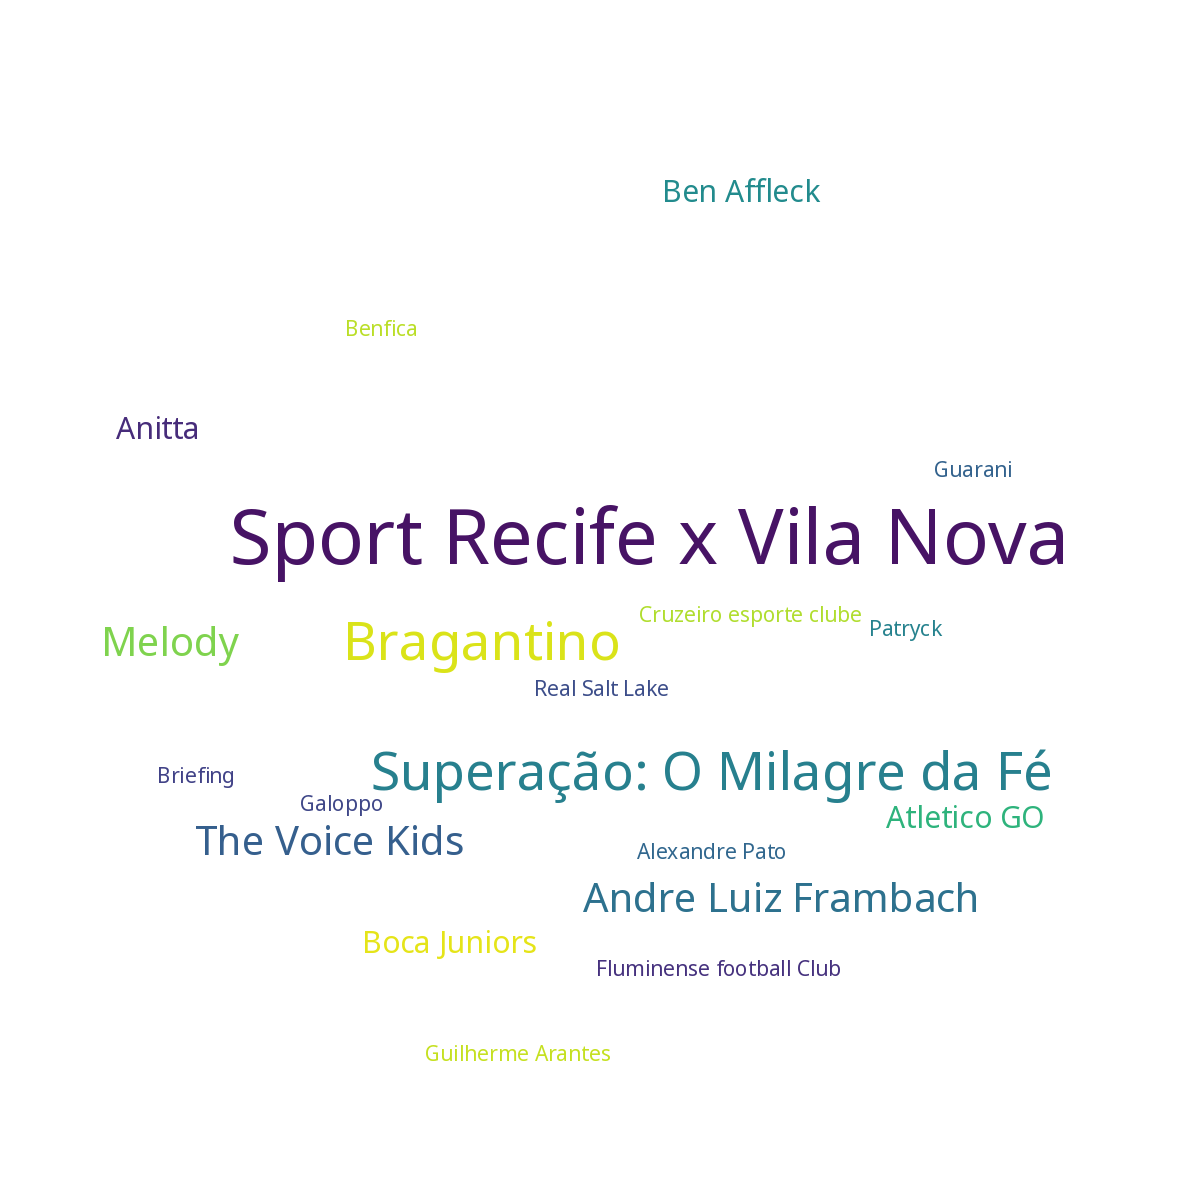 Ben Affleck
Benfica
Anitta
Guarani
Sport Recife x Vila Nova
Cruzeiro esporte clube
Patryck
Melody
Bragantino
Real Salt Lake
Superação: O Milagre da Fé
Briefing
Galoppo
Atletico GO
The Voice Kids
Alexandre Pato
Andre Luiz Frambach
Boca Juniors
Fluminense football Club
Guilherme Arantes